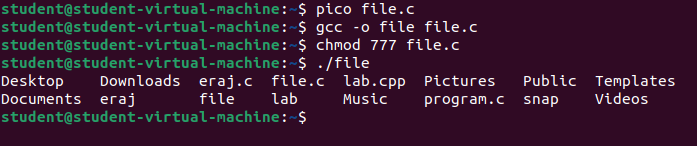 student@student-virtual-machine:~$ pico file.c
student@student-virtual-machine:~$ gcc -o file file.c
student@student-virtual-machine:~$ chmod 777 file.c
student@student-virtual-machine:~$ ./file
Desktop    Downloads  eraj.c  file.c  lab.cpp  Pictures   Public  Templates
Documents  eraj       file    lab     Music    program.c  snap    Videos
student@student-virtual-machine:~$